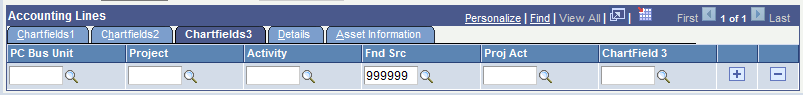 Accounting Lines Personalize | Find | View All | First 1 of 1 Last
Chartfields1 Chartfields2 Chartfields3 Details Asset Information
PC Bus Unit Project Activity Fnd Src Proj Act ChartField 3
999999